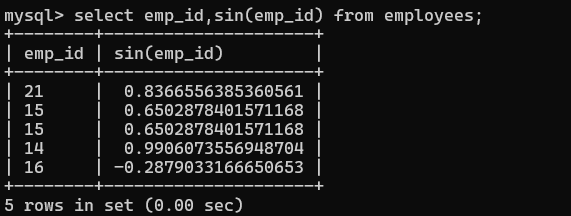 mysql> select emp_id,sin(emp_id) from employees;
+--------+---------------------+
| emp_id | sin(emp_id)         |
+--------+---------------------+
| 21     |  0.8366556385360561 |
| 15     |  0.6502878401571168 |
| 15     |  0.6502878401571168 |
| 14     |  0.9906073556948704 |
| 16     | -0.2879033166650653 |
+--------+---------------------+
5 rows in set (0.00 sec)